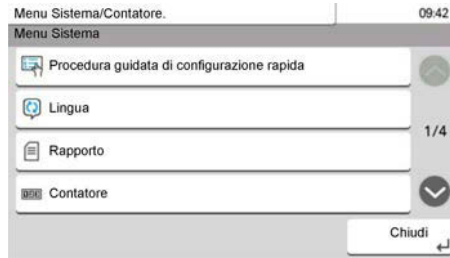 Menu Sistema/Contatore.
09:42
Menu Sistema
Procedura guidata di configurazione rapida
Lingua
1/4
Rapporto
Contatore
Chiudi